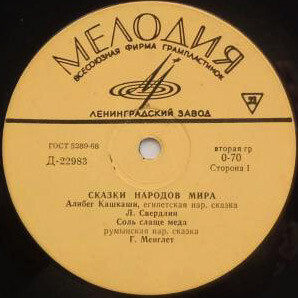 МЕЛОДИЯ
ВСЕСОЮЗНАЯ ФИРМА ГРАМПЛАСТИНОК
ЛЕНИНГРАДСКИЙ ЗАВОД
ГОСТ 5289-68
Д-22983
вторая гр
0-70
Сторона 1
СКАЗКИ НАРОДОВ МИРА
Алибег Кашкаши, египетская нар. сказка
Л. Свердлин
Соль слаще меда
румынская нар. сказка
Г. Менглет